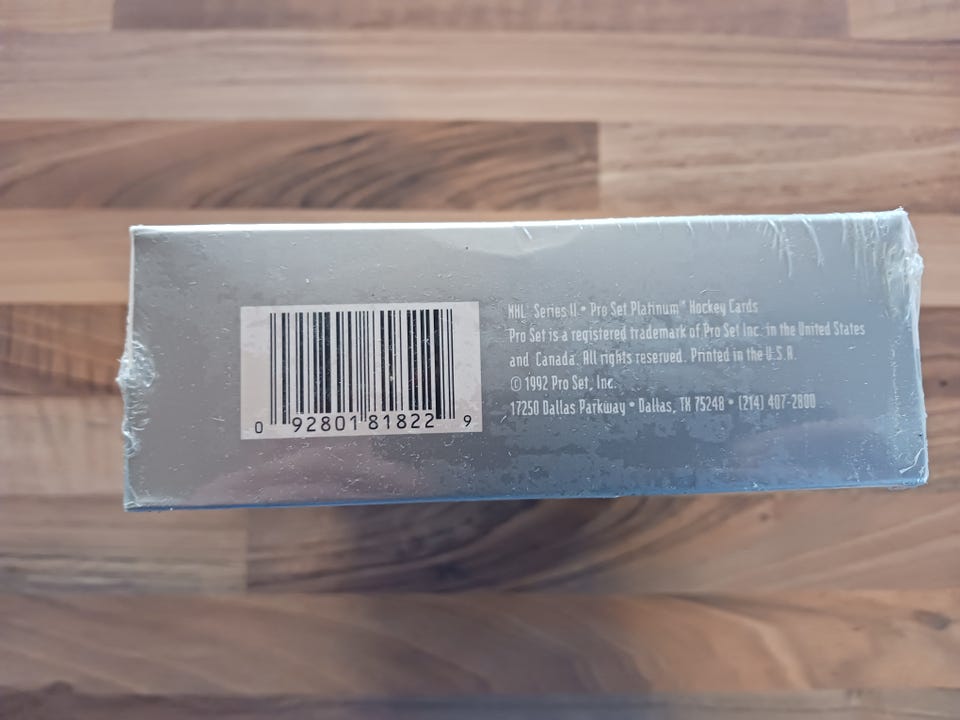 0 92801 81822 9
NHL Series II • Pro Set Platinum™ Hockey Cards
Pro Set is a registered trademark of Pro Set Inc. in the United States
and Canada. All rights reserved. Printed in the U.S.A.
© 1992 Pro Set, Inc.
17250 Dallas Parkway • Dallas, TX 75248 • (214) 407-2800